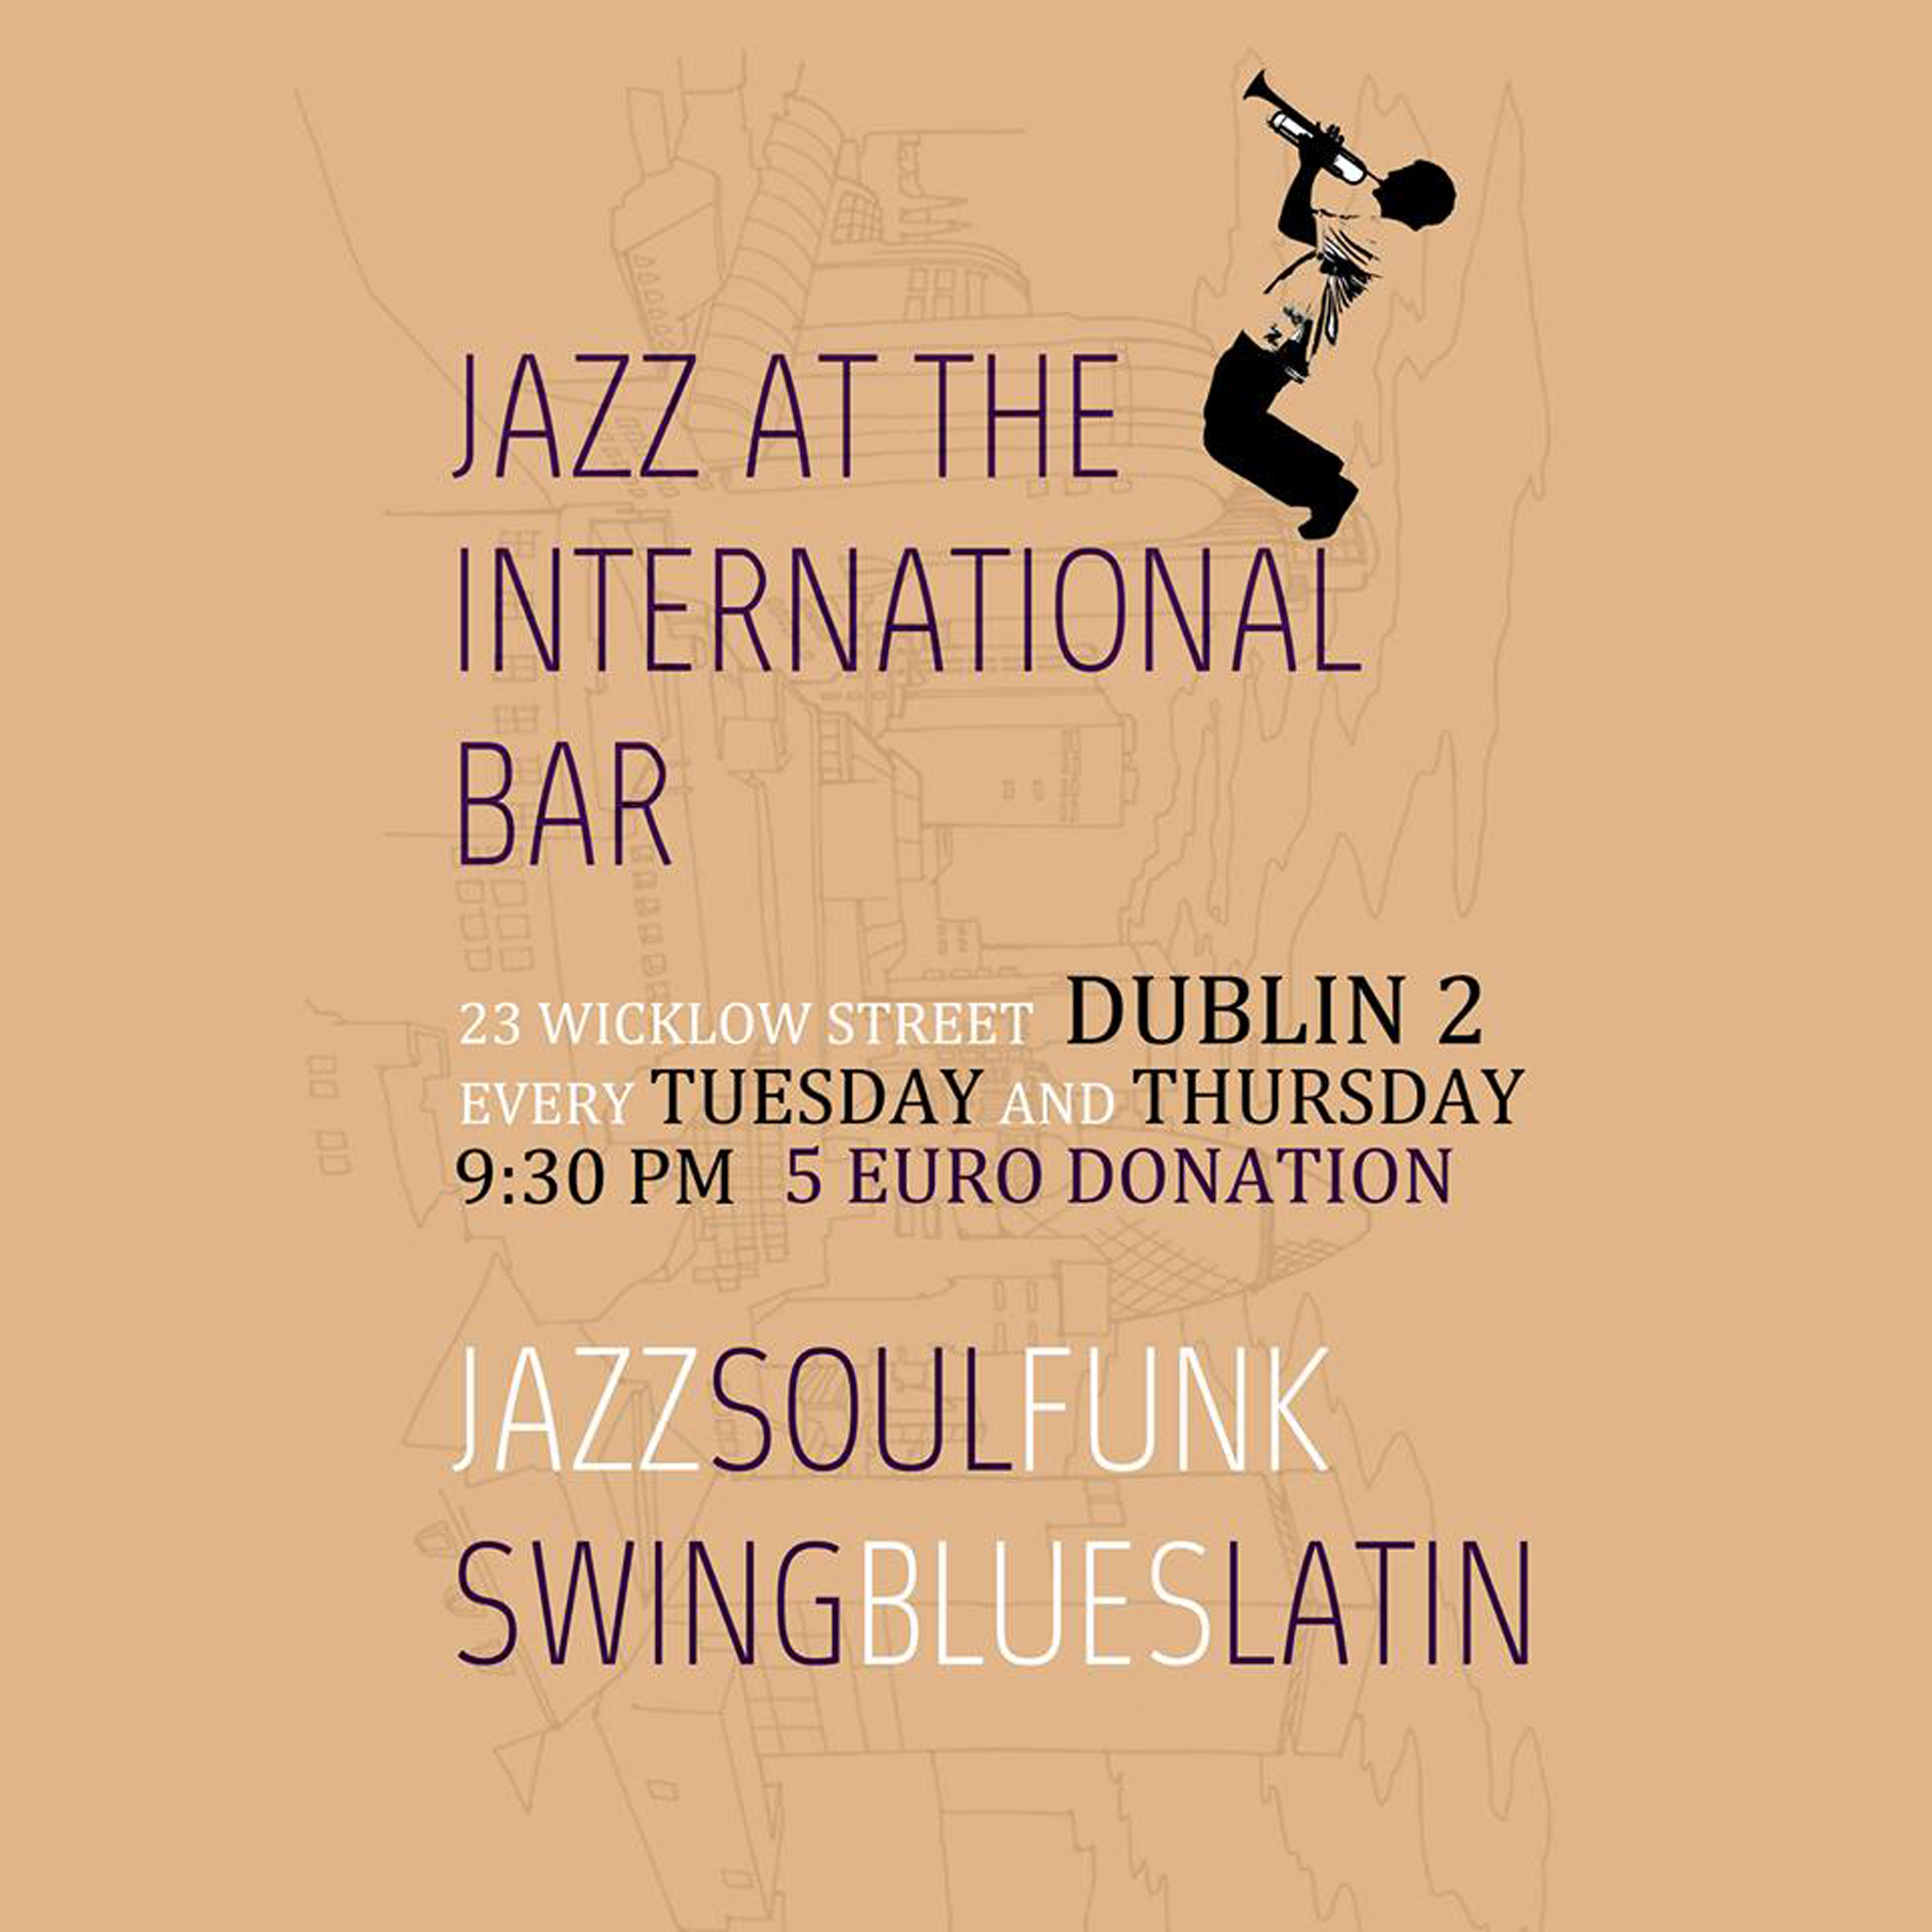 JAZZ AT THE
INTERNATIONAL
BAR
23 WICKLOW STREET DUBLIN 2
EVERY TUESDAY AND THURSDAY
9:30 PM 5 EURO DONATION
JAZZSOULFUNK
SWINGBLUESLATIN